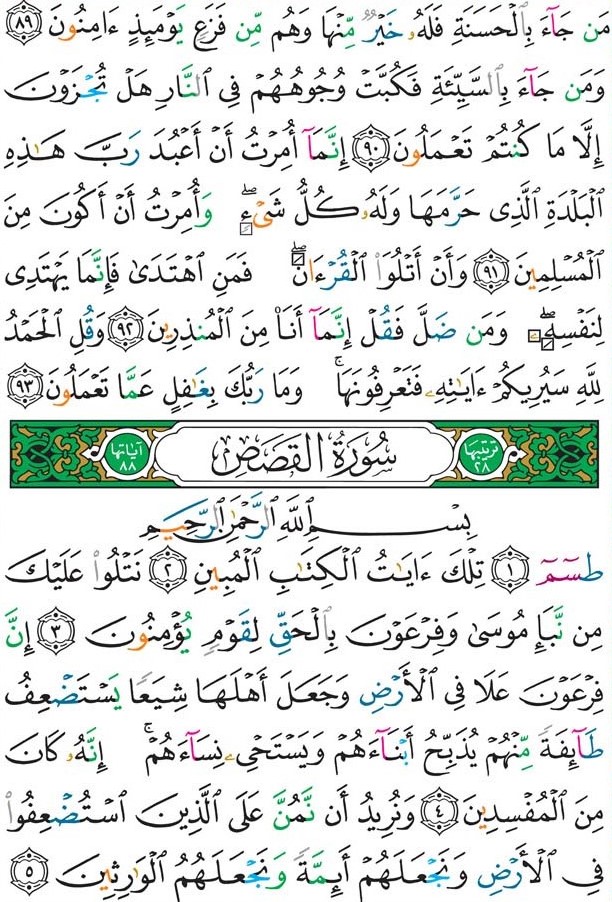 مَن جَآءَ بِٱلْحَسَنَةِ فَلَهُۥ خَيْرٌ مِّنْهَا وَهُم مِّن فَزَعٍ يَوْمَئِذٍ ءَامِنُونَ ٨٩
وَمَن جَآءَ بِٱلسَّيِّئَةِ فَكُبَّتْ وُجُوهُهُمْ فِى ٱلنَّارِ هَلْ تُجْزَوْنَ
إِلَّا مَا كُنتُمْ تَعْمَلُونَ ٩٠ إِنَّمَآ أُمِرْتُ أَنْ أَعْبُدَ رَبَّ هَٰذِهِ
ٱلْبَلْدَةِ ٱلَّذِى حَرَّمَهَا وَلَهُۥ كُلُّ شَىْءٍۖ وَأُمِرْتُ أَنْ أَكُونَ مِنَ
ٱلْمُسْلِمِينَ ٩١ وَأَنْ أَتْلُوَا۟ ٱلْقُرْءَانَۖ فَمَنِ ٱهْتَدَىٰ فَإِنَّمَا يَهْتَدِى
لِنَفْسِهِۦۖ وَمَن ضَلَّ فَقُلْ إِنَّمَآ أَنَا۠ مِنَ ٱلْمُنذِرِينَ ٩٢ وَقُلِ ٱلْحَمْدُ
لِلَّهِ سَيُرِيكُمْ ءَايَٰتِهِۦ فَتَعْرِفُونَهَاۚ وَمَا رَبُّكَ بِغَٰفِلٍ عَمَّا تَعْمَلُونَ ٩٣
ترتيبها ٢٨ سُورَةُ القَصَصِ آياتها ٨٨
بِسْمِ ٱللَّهِ ٱلرَّحْمَٰنِ ٱلرَّحِيمِ
طسٓمٓ ١ تِلْكَ ءَايَٰتُ ٱلْكِتَٰبِ ٱلْمُبِينِ ٢ نَتْلُوا۟ عَلَيْكَ
مِن نَّبَإِ مُوسَىٰ وَفِرْعَوْنَ بِٱلْحَقِّ لِقَوْمٍ يُؤْمِنُونَ ٣ إِنَّ
فِرْعَوْنَ عَلَا فِى ٱلْأَرْضِ وَجَعَلَ أَهْلَهَا شِيَعًا يَسْتَضْعِفُ
طَآئِفَةً مِّنْهُمْ يُذَبِّحُ أَبْنَآءَهُمْ وَيَسْتَحْىِۦ نِسَآءَهُمْۚ إِنَّهُۥ كَانَ
مِنَ ٱلْمُفْسِدِينَ ٤ وَنُرِيدُ أَن نَّمُنَّ عَلَى ٱلَّذِينَ ٱسْتُضْعِفُوا۟
فِى ٱلْأَرْضِ وَنَجْعَلَهُمْ أَئِمَّةً وَنَجْعَلَهُمُ ٱلْوَٰرِثِينَ ٥